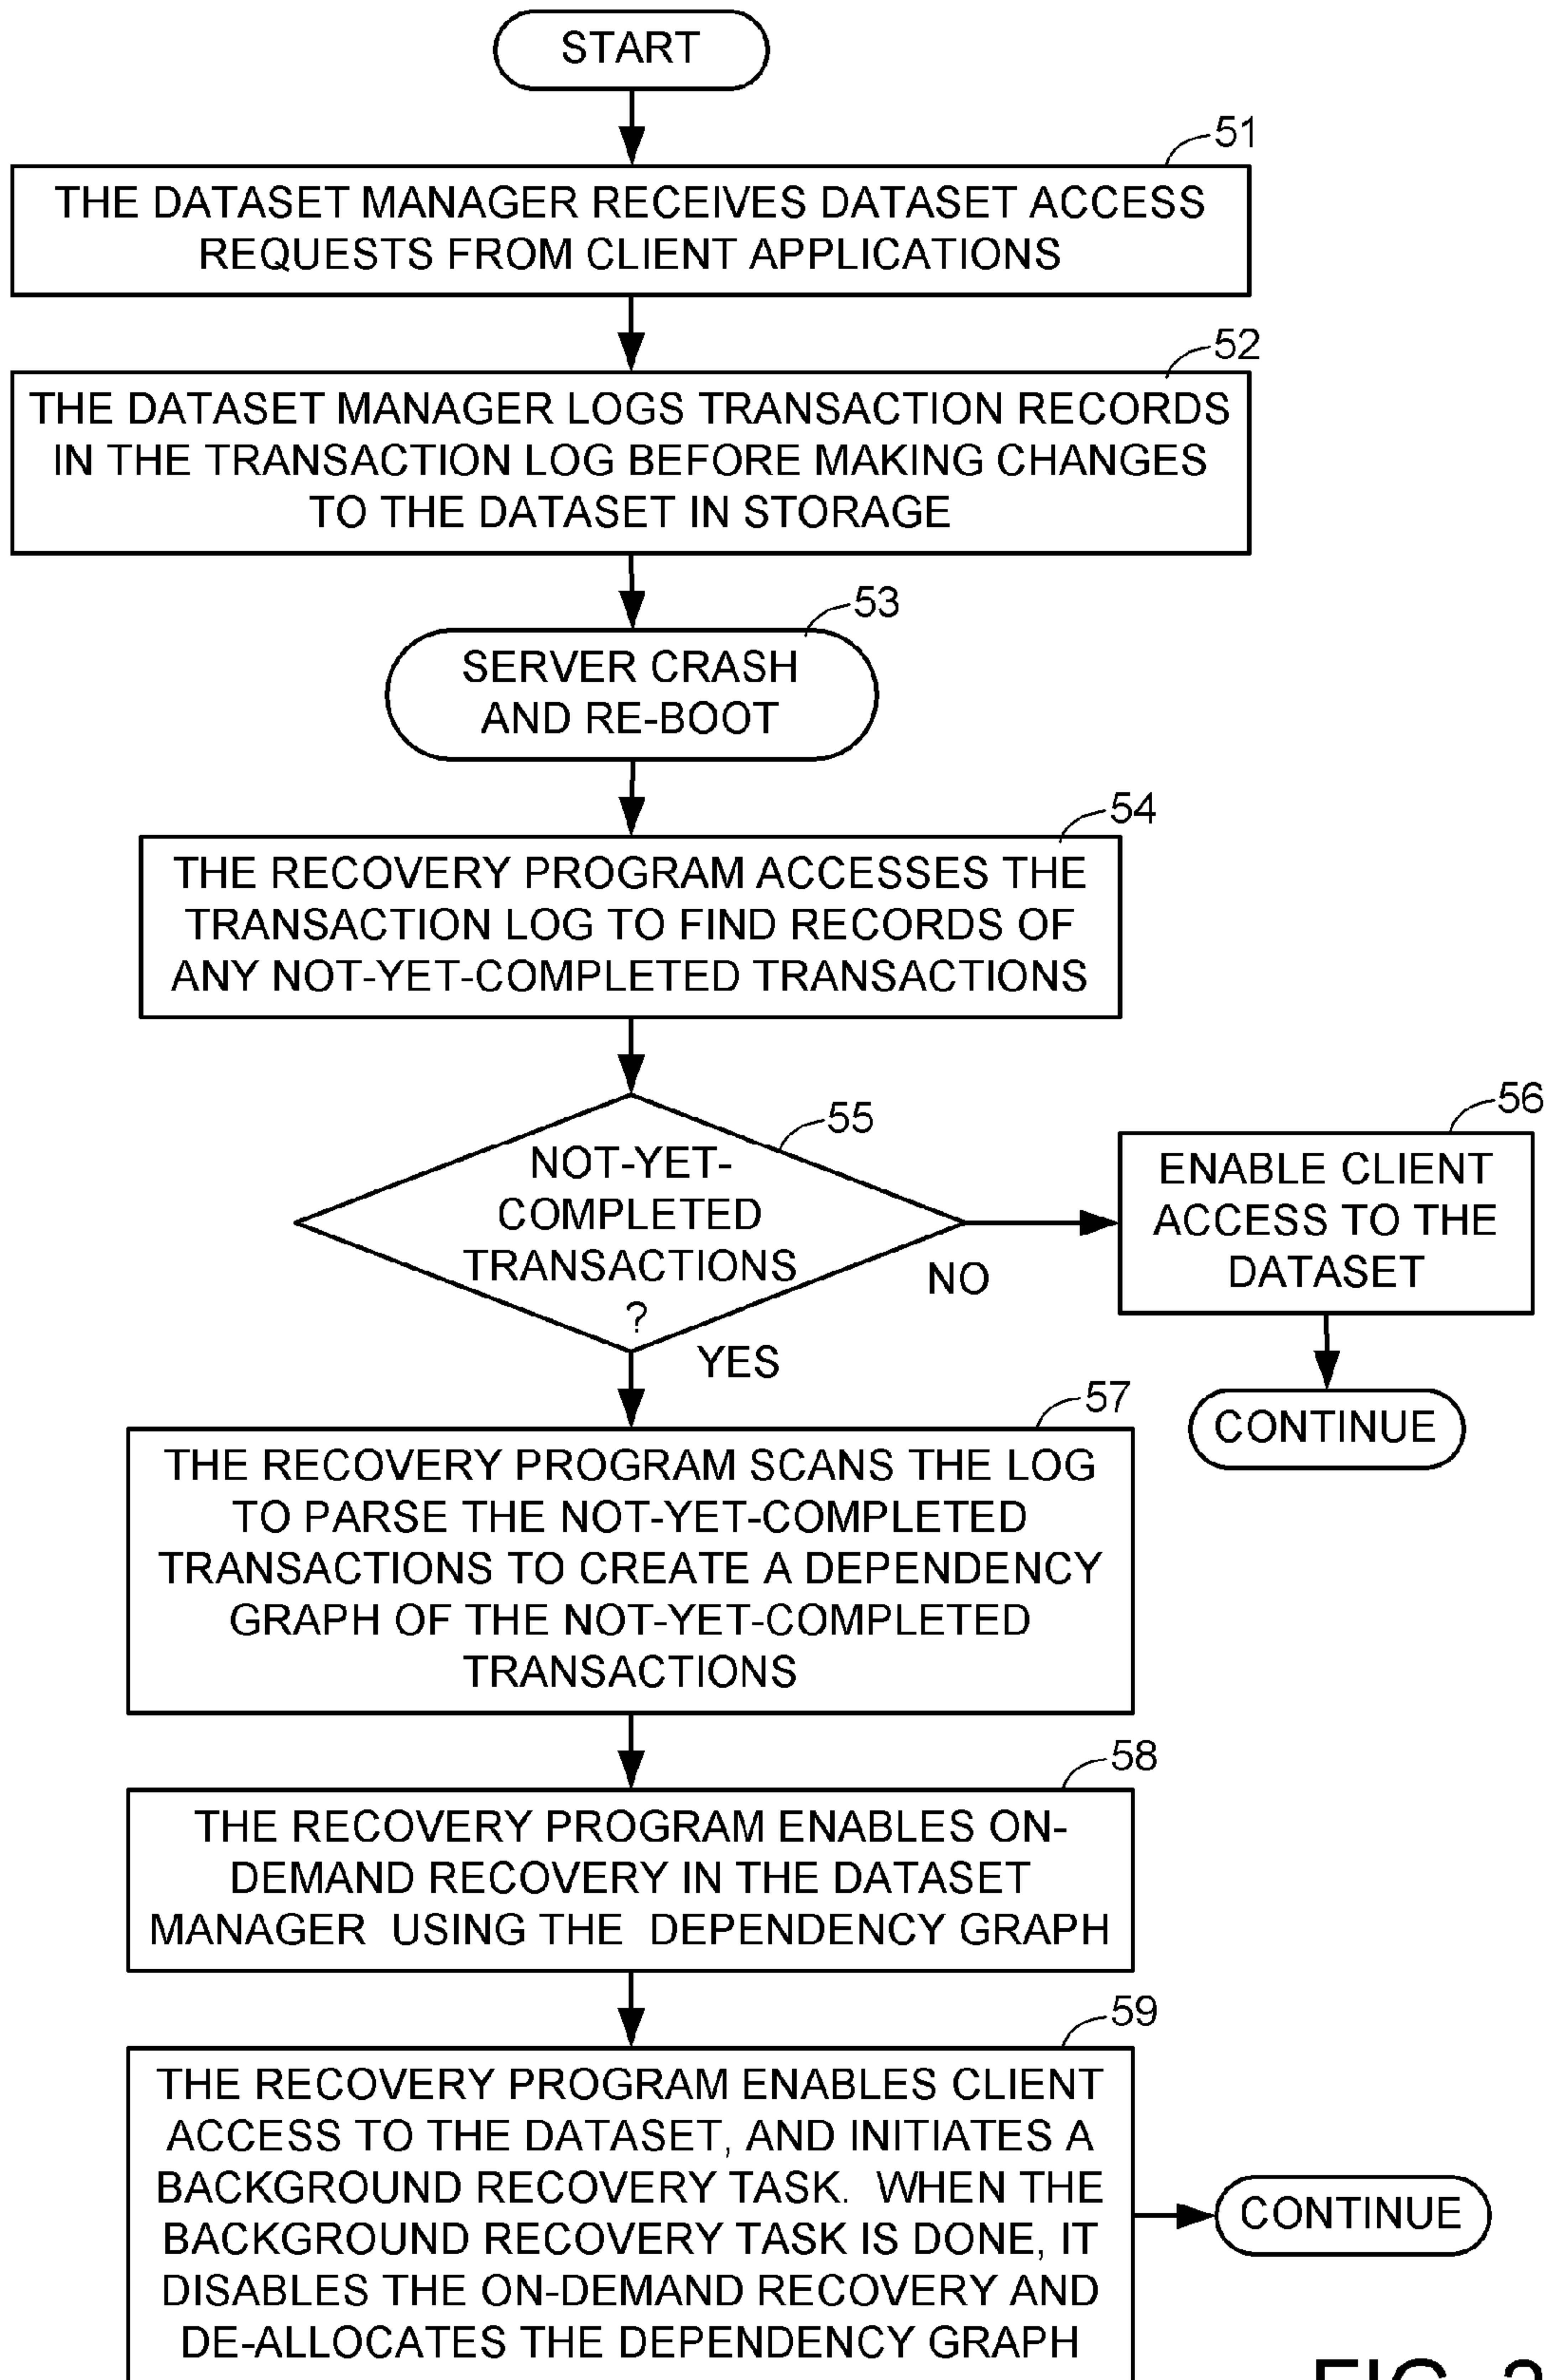 START
51
THE DATASET MANAGER RECEIVES DATASET ACCESS
REQUESTS FROM CLIENT APPLICATIONS
52
THE DATASET MANAGER LOGS TRANSACTION RECORDS
IN THE TRANSACTION LOG BEFORE MAKING CHANGES
TO THE DATASET IN STORAGE
53
SERVER CRASH
AND RE-BOOT
54
THE RECOVERY PROGRAM ACCESSES THE
TRANSACTION LOG TO FIND RECORDS OF
ANY NOT-YET-COMPLETED TRANSACTIONS
55
NOT-YET-
COMPLETED
TRANSACTIONS
?
NO
YES
56
ENABLE CLIENT
ACCESS TO THE
DATASET
CONTINUE
57
THE RECOVERY PROGRAM SCANS THE LOG
TO PARSE THE NOT-YET-COMPLETED
TRANSACTIONS TO CREATE A DEPENDENCY
GRAPH OF THE NOT-YET-COMPLETED
TRANSACTIONS
58
THE RECOVERY PROGRAM ENABLES ON-
DEMAND RECOVERY IN THE DATASET
MANAGER USING THE DEPENDENCY GRAPH
59
THE RECOVERY PROGRAM ENABLES CLIENT
ACCESS TO THE DATASET, AND INITIATES A
BACKGROUND RECOVERY TASK. WHEN THE
BACKGROUND RECOVERY TASK IS DONE, IT
DISABLES THE ON-DEMAND RECOVERY AND
DE-ALLOCATES THE DEPENDENCY GRAPH
CONTINUE